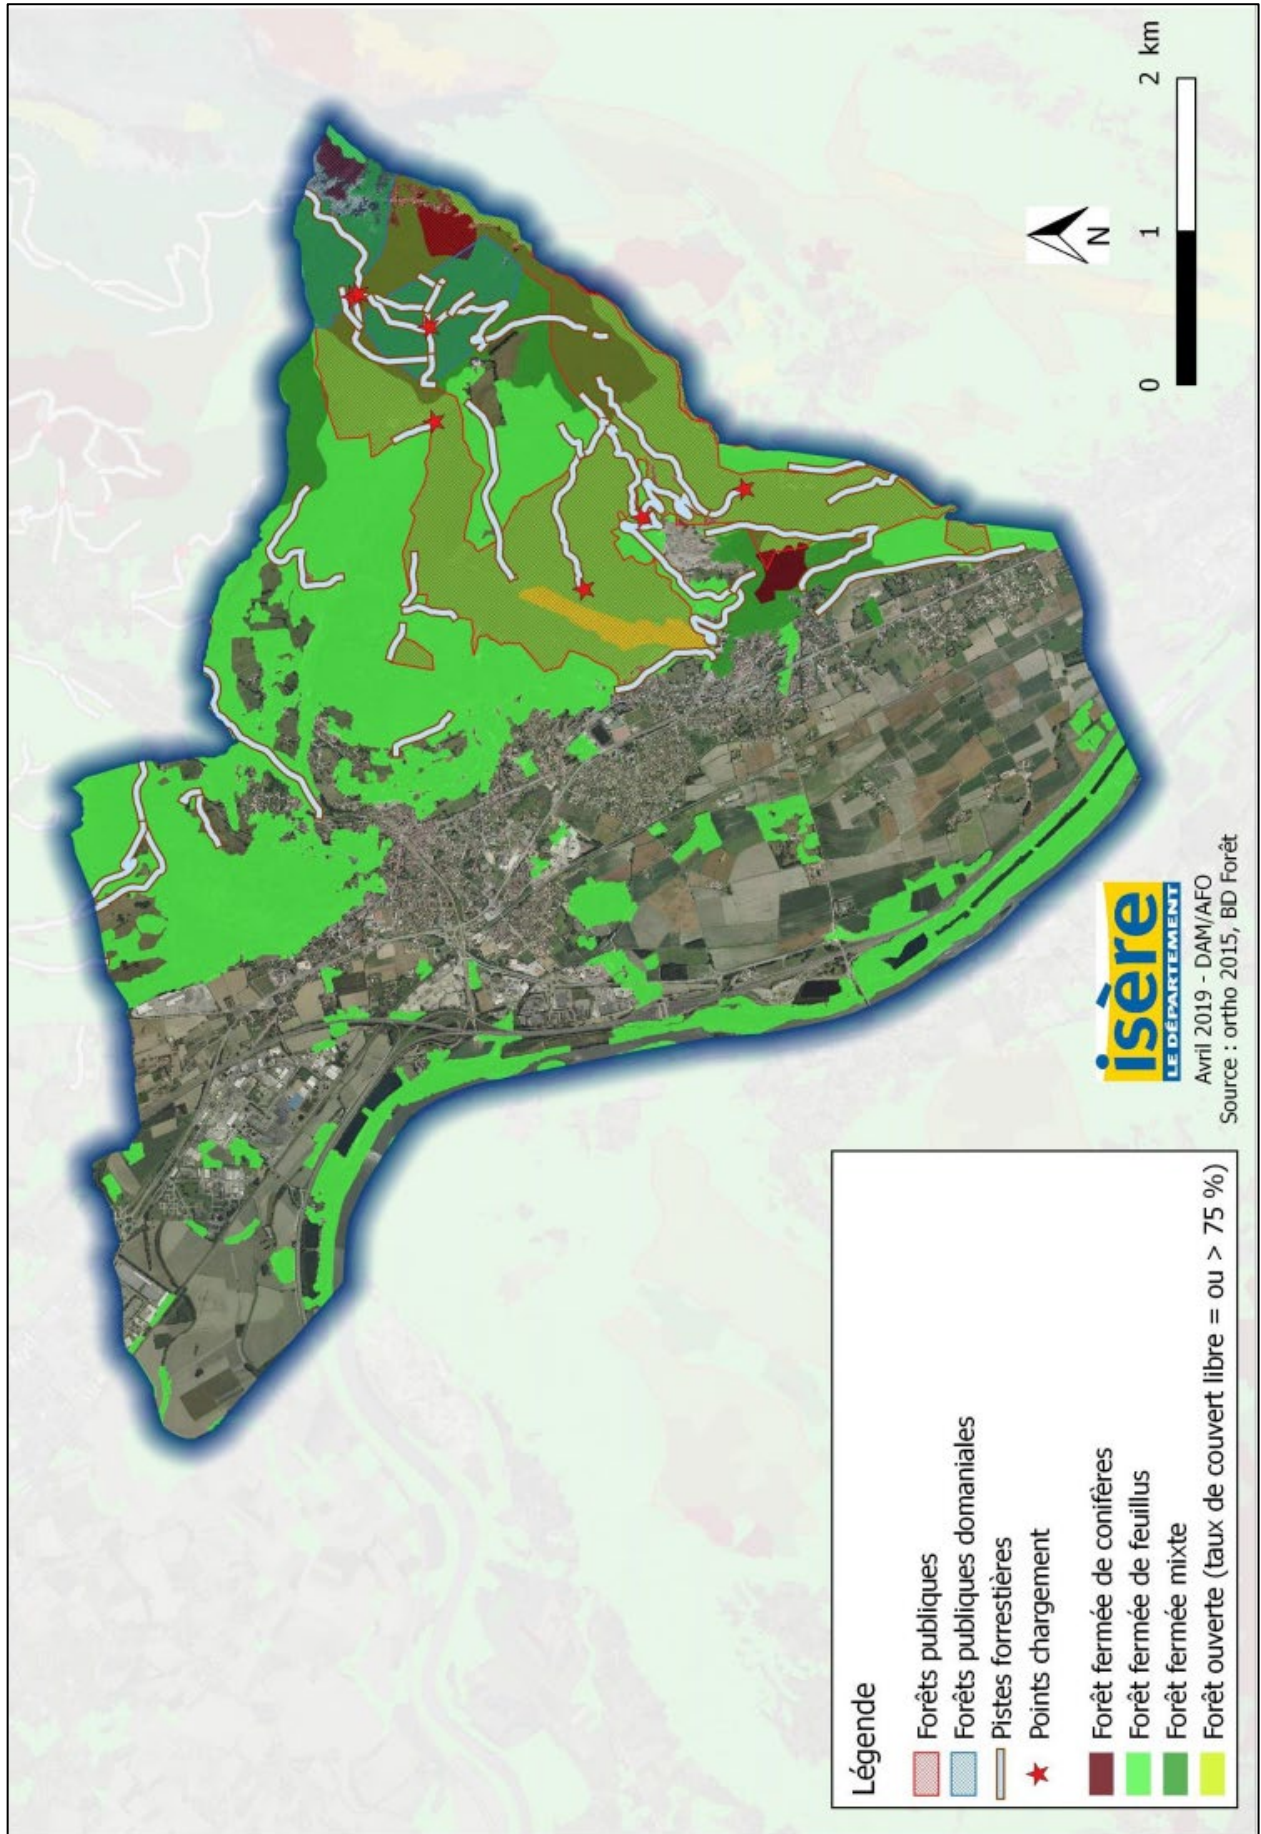 Légende
Forêts publiques
Forêts publiques domaniales
Pistes forrestières
Points chargement
Forêt fermée de conifères
Forêt fermée de feuillus
Forêt fermée mixte
Forêt ouverte (taux de couvert libre = ou > 75 %)
isère
LE DÉPARTEMENT
Avril 2019 - DAM/AFO
Source : ortho 2015, BD Forêt
N
0 1 2 km